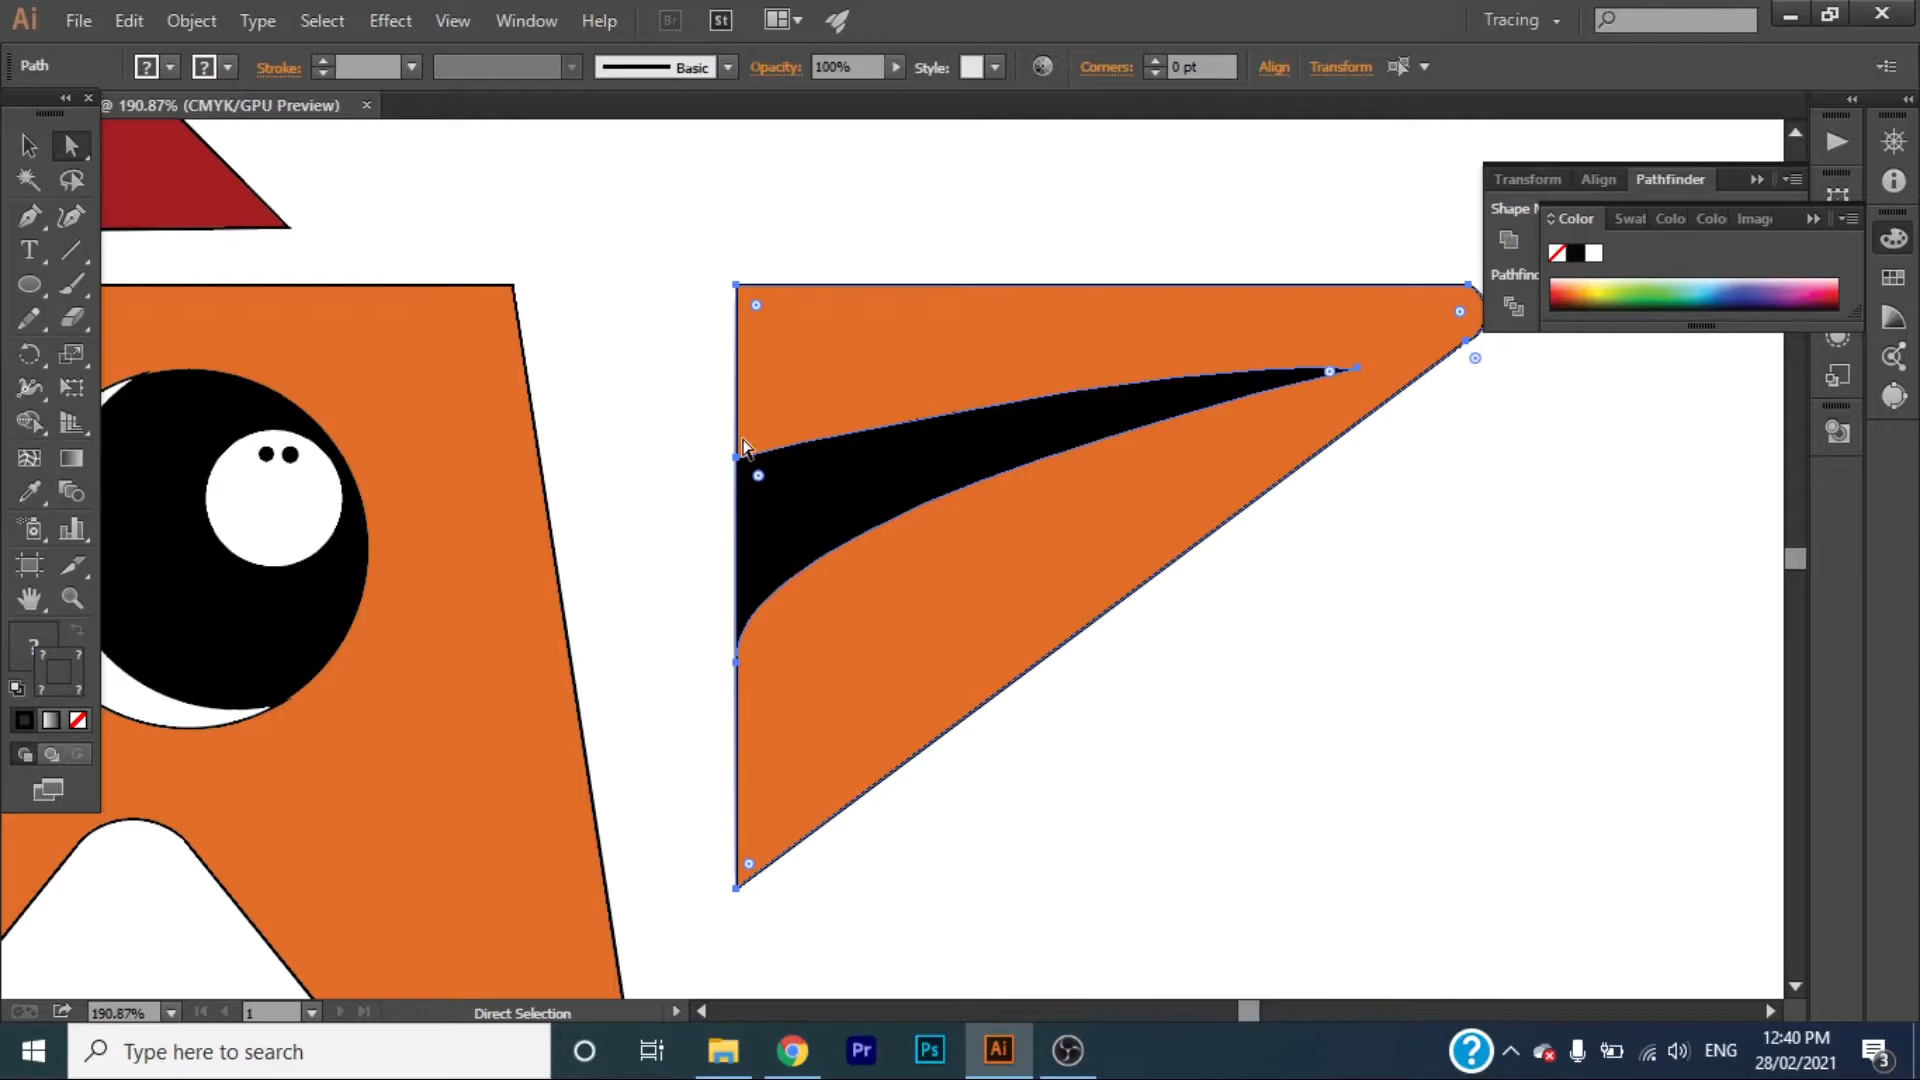 Ai File Edit Object Type Select Effect View Window Help Br St Tracing
Path ? ? Stroke: Basic Opacity: 100% Style: Corners: 0 pt Align Transform
@ 190.87% (CMYK/GPU Preview) ×
Transform Align Pathfinder
Shape M
Color Swat Colo Colo Imag
Pathfinc
T
?
? ?
? ?
190.87% 1 Direct Selection
Type here to search
Pr Ps Ai
? ENG
12:40 PM
28/02/2021
3